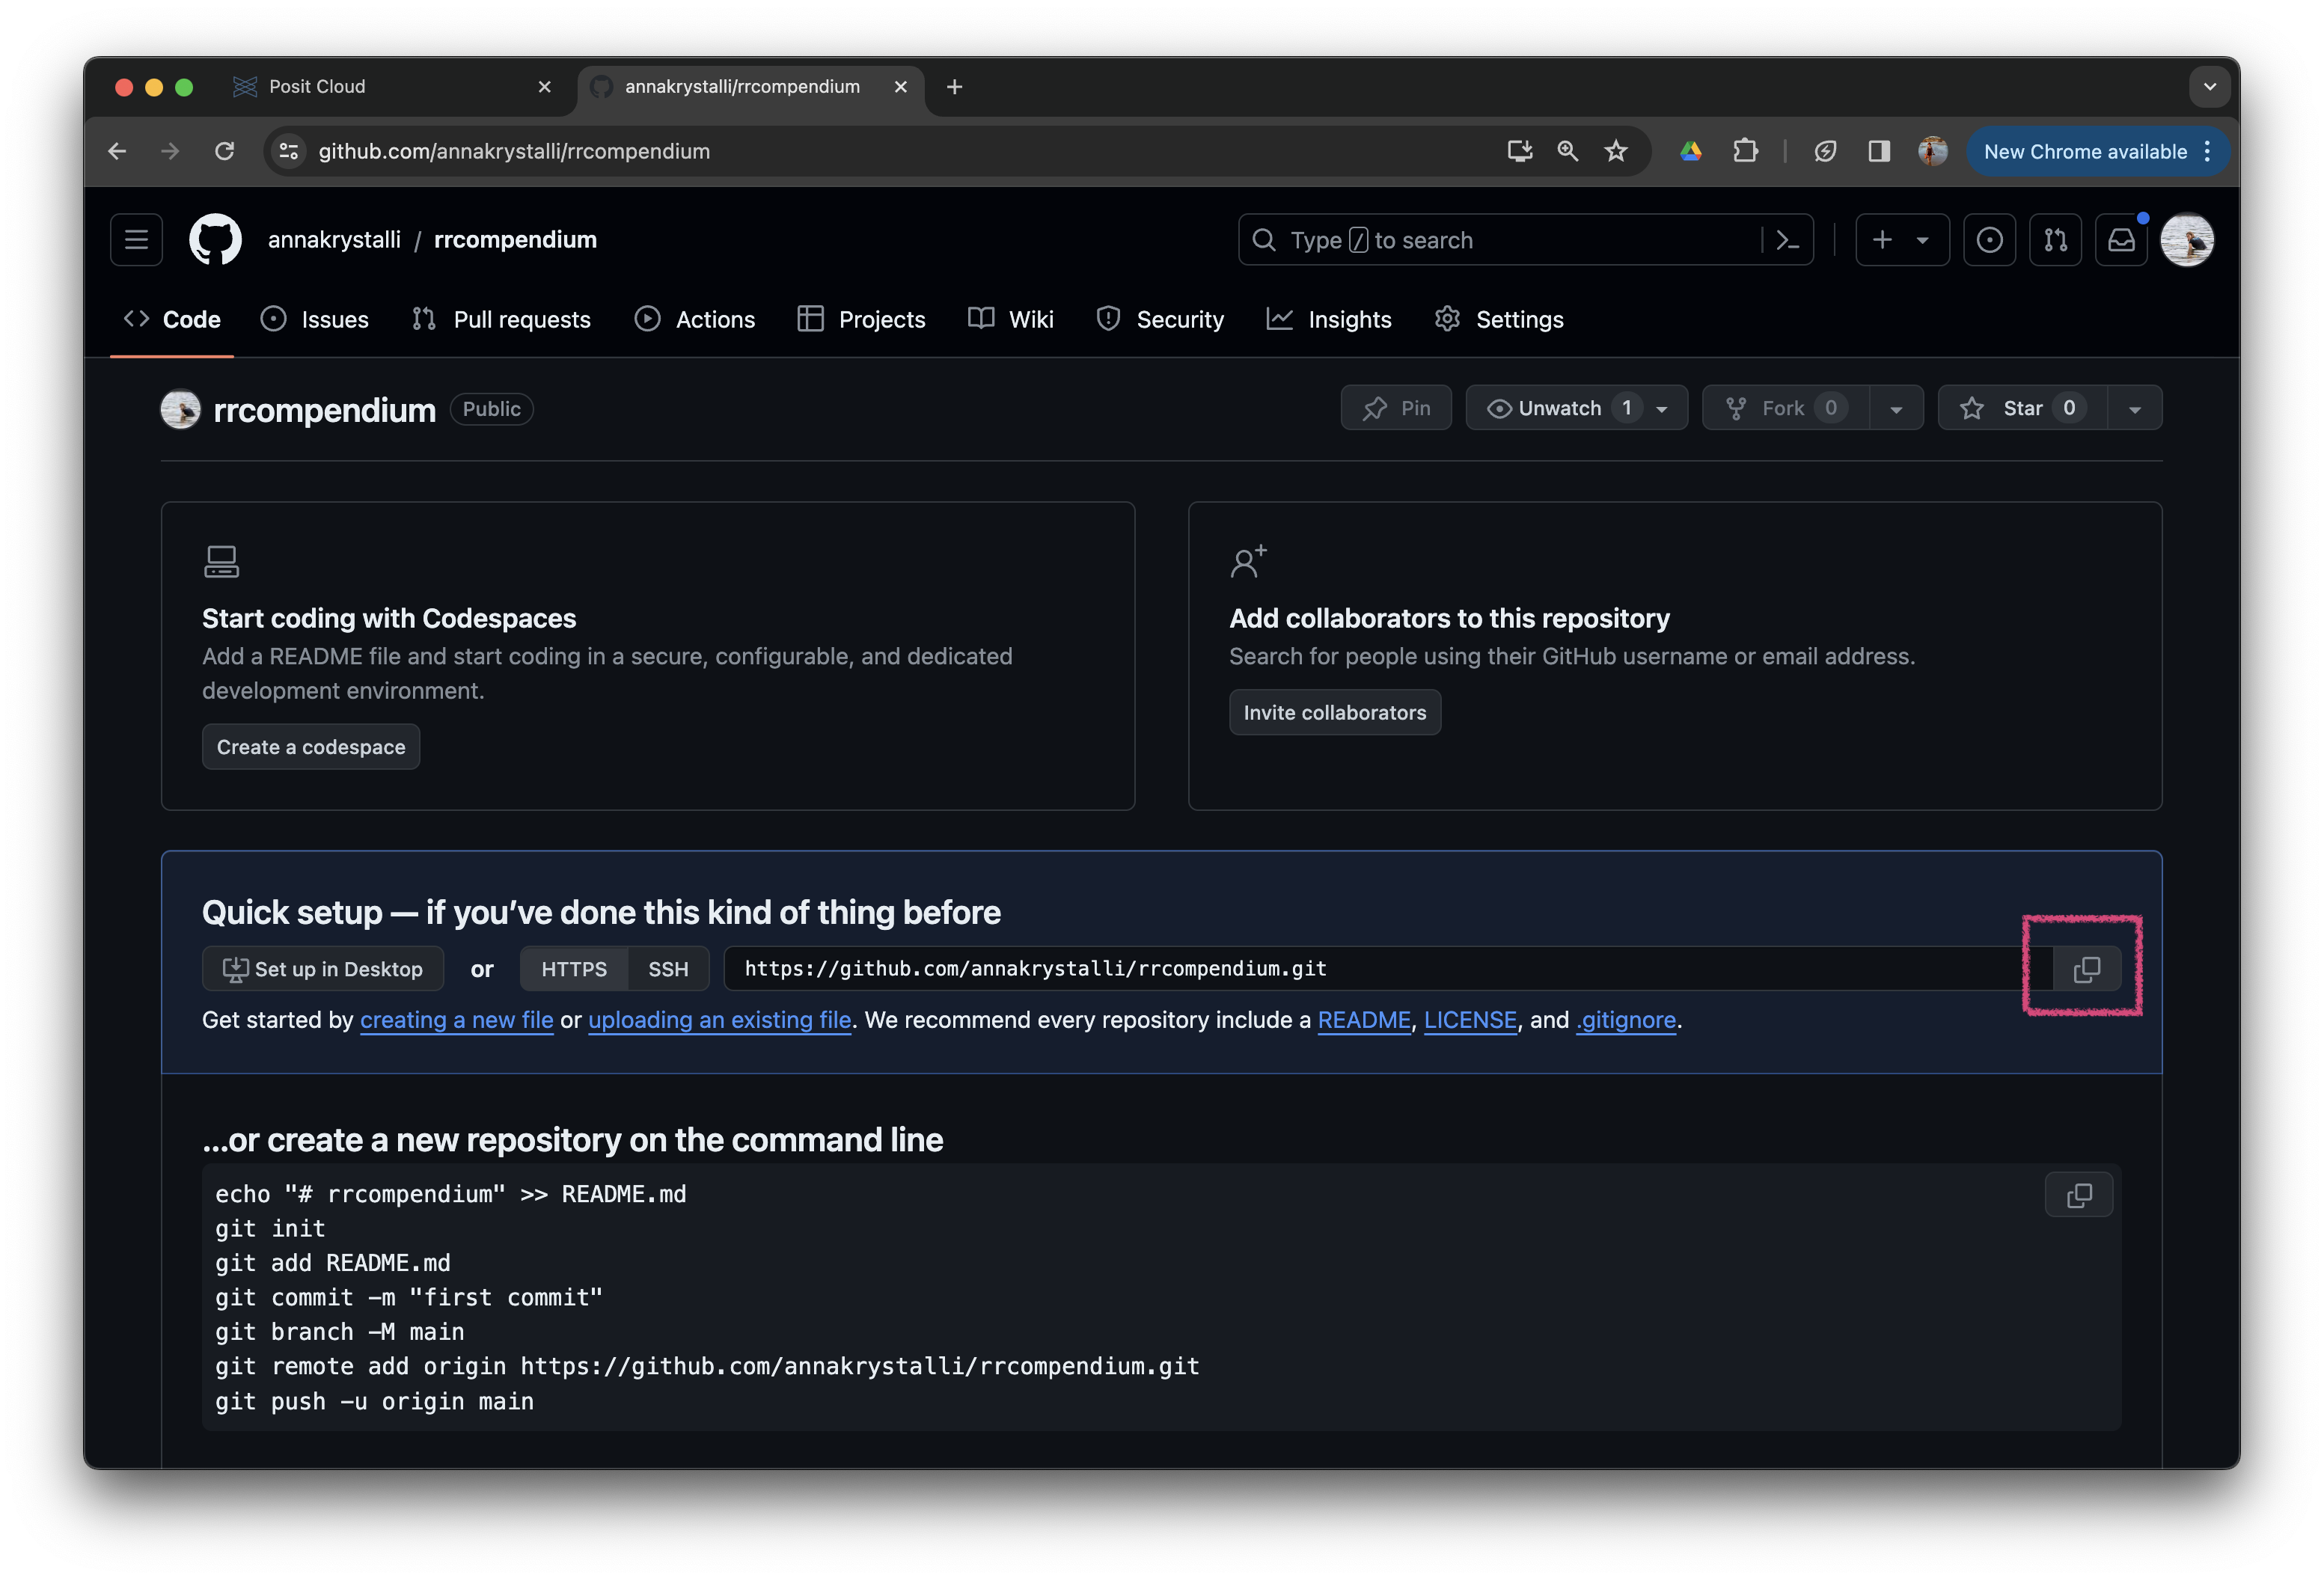 Posit Cloud
annakrystalli/rrcompendium
github.com/annakrystalli/rrcompendium
New Chrome available
annakrystalli / rrcompendium
Type / to search
Code
Issues
Pull requests
Actions
Projects
Wiki
Security
Insights
Settings
rrcompendium Public
Pin
Unwatch 1
Fork 0
Star 0
Start coding with Codespaces
Add a README file and start coding in a secure, configurable, and dedicated
development environment.
Create a codespace
Add collaborators to this repository
Search for people using their GitHub username or email address.
Invite collaborators
Quick setup — if you’ve done this kind of thing before
Set up in Desktop or HTTPS SSH https://github.com/annakrystalli/rrcompendium.git
Get started by creating a new file or uploading an existing file. We recommend every repository include a README, LICENSE, and .gitignore.
…or create a new repository on the command line
echo "# rrcompendium" >> README.md
git init
git add README.md
git commit -m "first commit"
git branch -M main
git remote add origin https://github.com/annakrystalli/rrcompendium.git
git push -u origin main